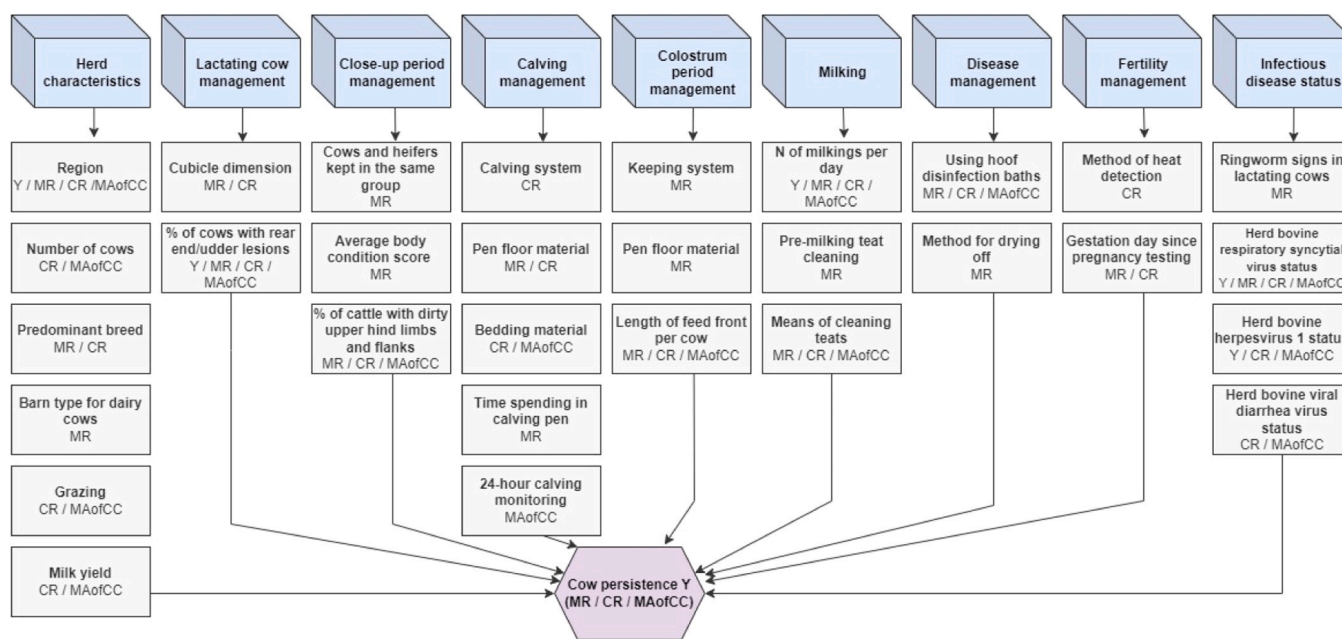 Herd
characteristics
Lactating cow
management
Close-up period
management
Calving
management
Colostrum
period
management
Milking
Disease
management
Fertility
management
Infectious
disease status
Region
Y / MR / CR /MAofCC
Number of cows
CR / MAofCC
Predominant breed
MR / CR
Barn type for dairy
cows
MR
Grazing
CR / MAofCC
Milk yield
CR / MAofCC
Cubicle dimension
MR / CR
% of cows with rear
end/udder lesions
Y / MR / CR /
MAofCC
Cows and heifers
kept in the same
group
MR
Average body
condition score
MR
% of cattle with dirty
upper hind limbs
and flanks
MR / CR / MAofCC
Calving system
CR
Pen floor material
MR / CR
Bedding material
CR / MAofCC
Time spending in
calving pen
MR
24-hour calving
monitoring
MAofCC
Keeping system
MR
Pen floor material
MR
Length of feed front
per cow
MR / CR / MAofCC
N of milkings per
day
Y / MR / CR /
MAofCC
Pre-milking teat
cleaning
MR
Means of cleaning
teats
MR / CR / MAofCC
Using hoof
disinfection baths
MR / CR / MAofCC
Method for drying
off
MR
Method of heat
detection
CR
Gestation day since
pregnancy testing
MR / CR
Ringworm signs in
lactating cows
MR
Herd bovine
respiratory syncytial
virus status
Y / MR / CR / MAofCC
Herd bovine
herpesvirus 1 status
Y / CR / MAofCC
Herd bovine viral
diarrhea virus
status
CR / MAofCC
Cow persistence Y
(MR / CR / MAofCC)